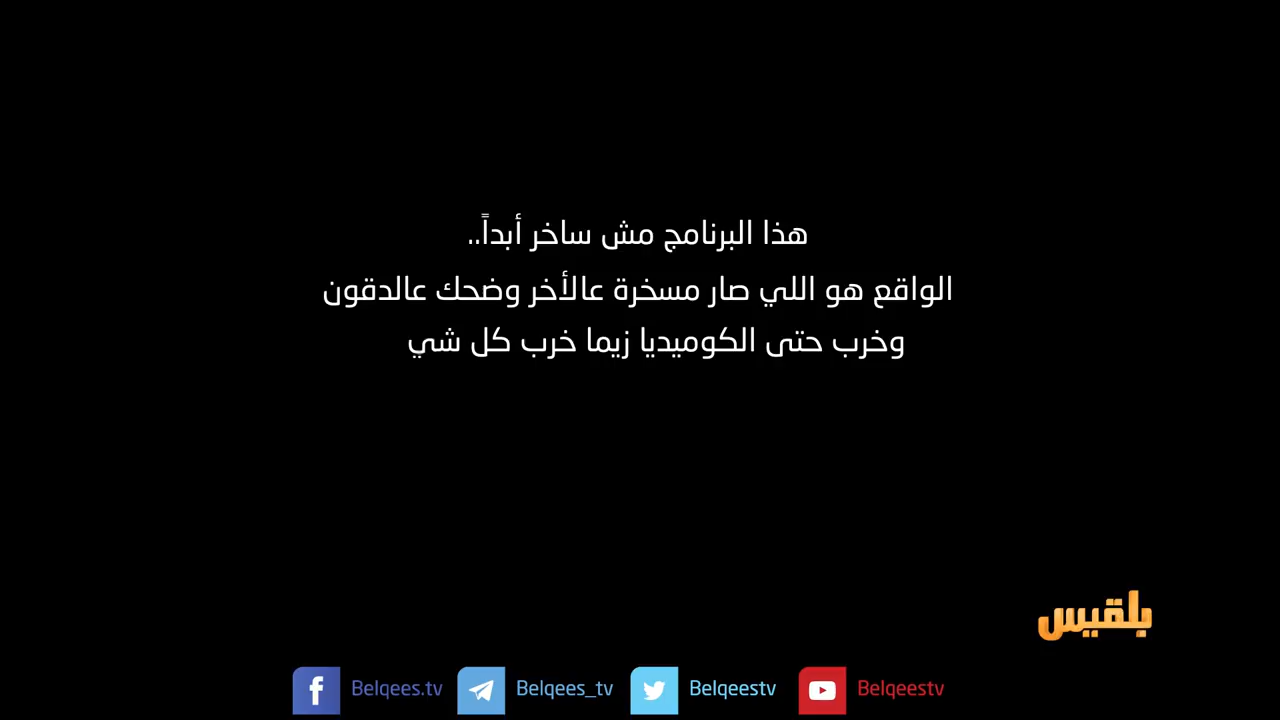 هذا البرنامج مش ساخر أبداً..
الواقع هو اللي صار مسخرة عالأخر وضحك عالدقون
وخرب حتى الكوميديا زيما خرب كل شي
بلقيس
Belqees.tv Belqees_tv Belqeestv Belqeestv